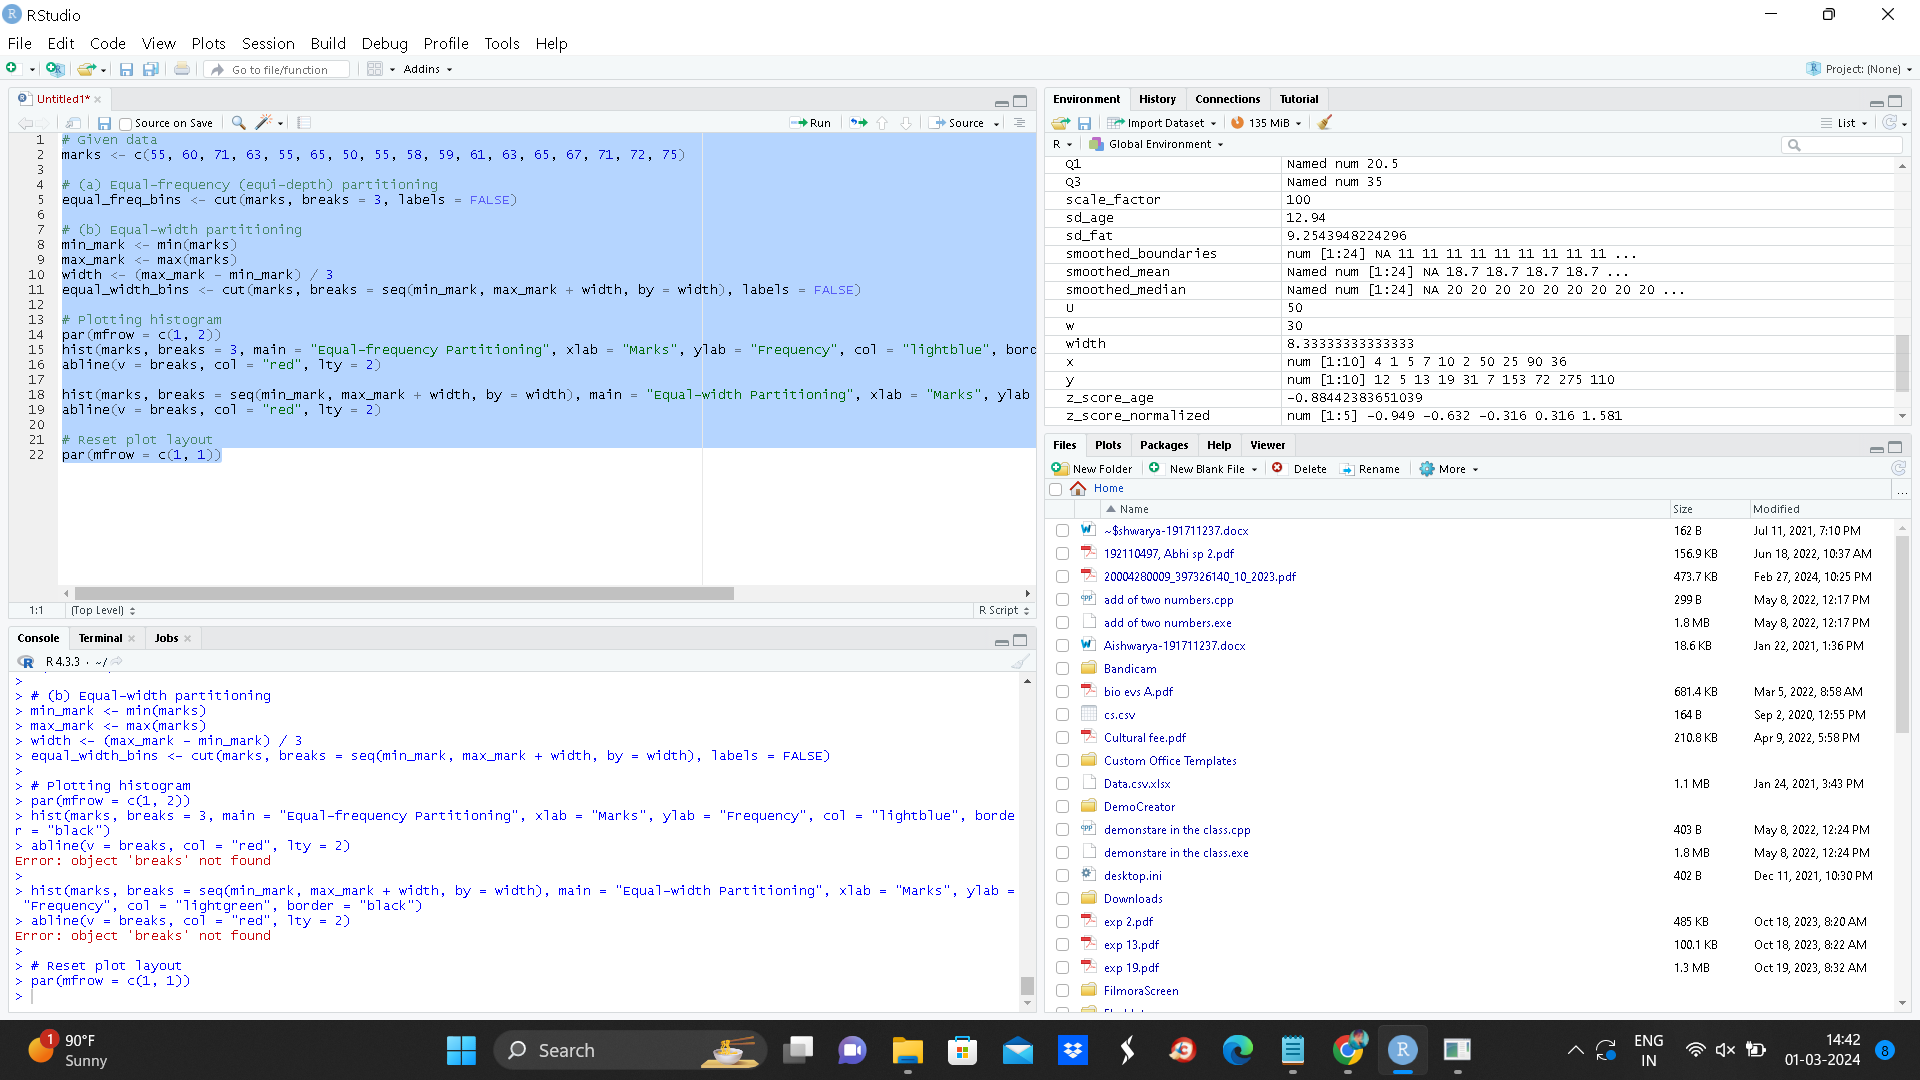 RStudio
File Edit Code View Plots Session Build Debug Profile Tools Help
Go to file/function Addins Project: (None)
Untitled1*
Source on Save Run Source
1 # Given data
2 marks <- c(55, 60, 71, 63, 55, 65, 50, 55, 58, 59, 61, 63, 65, 67, 71, 72, 75)
3
4 # (a) Equal-frequency (equi-depth) partitioning
5 equal_freq_bins <- cut(marks, breaks = 3, labels = FALSE)
6
7 # (b) Equal-width partitioning
8 min_mark <- min(marks)
9 max_mark <- max(marks)
10 width <- (max_mark - min_mark) / 3
11 equal_width_bins <- cut(marks, breaks = seq(min_mark, max_mark + width, by = width), labels = FALSE)
12
13 # Plotting histogram
14 par(mfrow = c(1, 2))
15 hist(marks, breaks = 3, main = "Equal-frequency Partitioning", xlab = "Marks", ylab = "Frequency", col = "lightblue", bord
16 abline(v = breaks, col = "red", lty = 2)
17
18 hist(marks, breaks = seq(min_mark, max_mark + width, by = width), main = "Equal-width Partitioning", xlab = "Marks", ylab
19 abline(v = breaks, col = "red", lty = 2)
20
21 # Reset plot layout
22 par(mfrow = c(1, 1))
1:1 (Top Level) R Script
Console Terminal Jobs
R 4.3.3 · ~/
>
> # (b) Equal-width partitioning
> min_mark <- min(marks)
> max_mark <- max(marks)
> width <- (max_mark - min_mark) / 3
> equal_width_bins <- cut(marks, breaks = seq(min_mark, max_mark + width, by = width), labels = FALSE)
>
> # Plotting histogram
> par(mfrow = c(1, 2))
> hist(marks, breaks = 3, main = "Equal-frequency Partitioning", xlab = "Marks", ylab = "Frequency", col = "lightblue", borde
r = "black")
> abline(v = breaks, col = "red", lty = 2)
Error: object 'breaks' not found
>
> hist(marks, breaks = seq(min_mark, max_mark + width, by = width), main = "Equal-width Partitioning", xlab = "Marks", ylab =
"Frequency", col = "lightgreen", border = "black")
> abline(v = breaks, col = "red", lty = 2)
Error: object 'breaks' not found
>
> # Reset plot layout
> par(mfrow = c(1, 1))
>
Environment History Connections Tutorial
Import Dataset 135 MiB List
R Global Environment
Q1 Named num 20.5
Q3 Named num 35
scale_factor 100
sd_age 12.94
sd_fat 9.2543948224296
smoothed_boundaries num [1:24] NA 11 11 11 11 11 11 11 11 11 ...
smoothed_mean Named num [1:24] NA 18.7 18.7 18.7 18.7 ...
smoothed_median Named num [1:24] NA 20 20 20 20 20 20 20 20 20 ...
U 50
w 30
width 8.33333333333333
x num [1:10] 4 1 5 7 10 2 50 25 90 36
y num [1:10] 12 5 13 19 31 7 153 72 275 110
z_score_age -0.88442383651039
z_score_normalized num [1:5] -0.949 -0.632 -0.316 0.316 1.581
Files Plots Packages Help Viewer
New Folder New Blank File Delete Rename More
Home ...
Name Size Modified
~$shwarya-191711237.docx 162 B Jul 11, 2021, 7:10 PM
192110497, Abhi sp 2.pdf 156.9 KB Jun 18, 2022, 10:37 AM
20004280009_397326140_10_2023.pdf 473.7 KB Feb 27, 2024, 10:25 PM
add of two numbers.cpp 299 B May 8, 2022, 12:17 PM
add of two numbers.exe 1.8 MB May 8, 2022, 12:17 PM
Aishwarya-191711237.docx 18.6 KB Jan 22, 2021, 1:36 PM
Bandicam
bio evs A.pdf 681.4 KB Mar 5, 2022, 8:58 AM
cs.csv 164 B Sep 2, 2020, 12:55 PM
Cultural fee.pdf 210.8 KB Apr 9, 2022, 5:58 PM
Custom Office Templates
Data.csv.xlsx 1.1 MB Jan 24, 2021, 3:43 PM
DemoCreator
demonstare in the class.cpp 403 B May 8, 2022, 12:24 PM
demonstare in the class.exe 1.8 MB May 8, 2022, 12:24 PM
desktop.ini 402 B Dec 11, 2021, 10:30 PM
Downloads
exp 2.pdf 485 KB Oct 18, 2023, 8:20 AM
exp 13.pdf 100.1 KB Oct 18, 2023, 8:22 AM
exp 19.pdf 1.3 MB Oct 19, 2023, 8:32 AM
FilmoraScreen
1 90°F
Sunny
Search
ENG
IN
14:42
01-03-2024
8